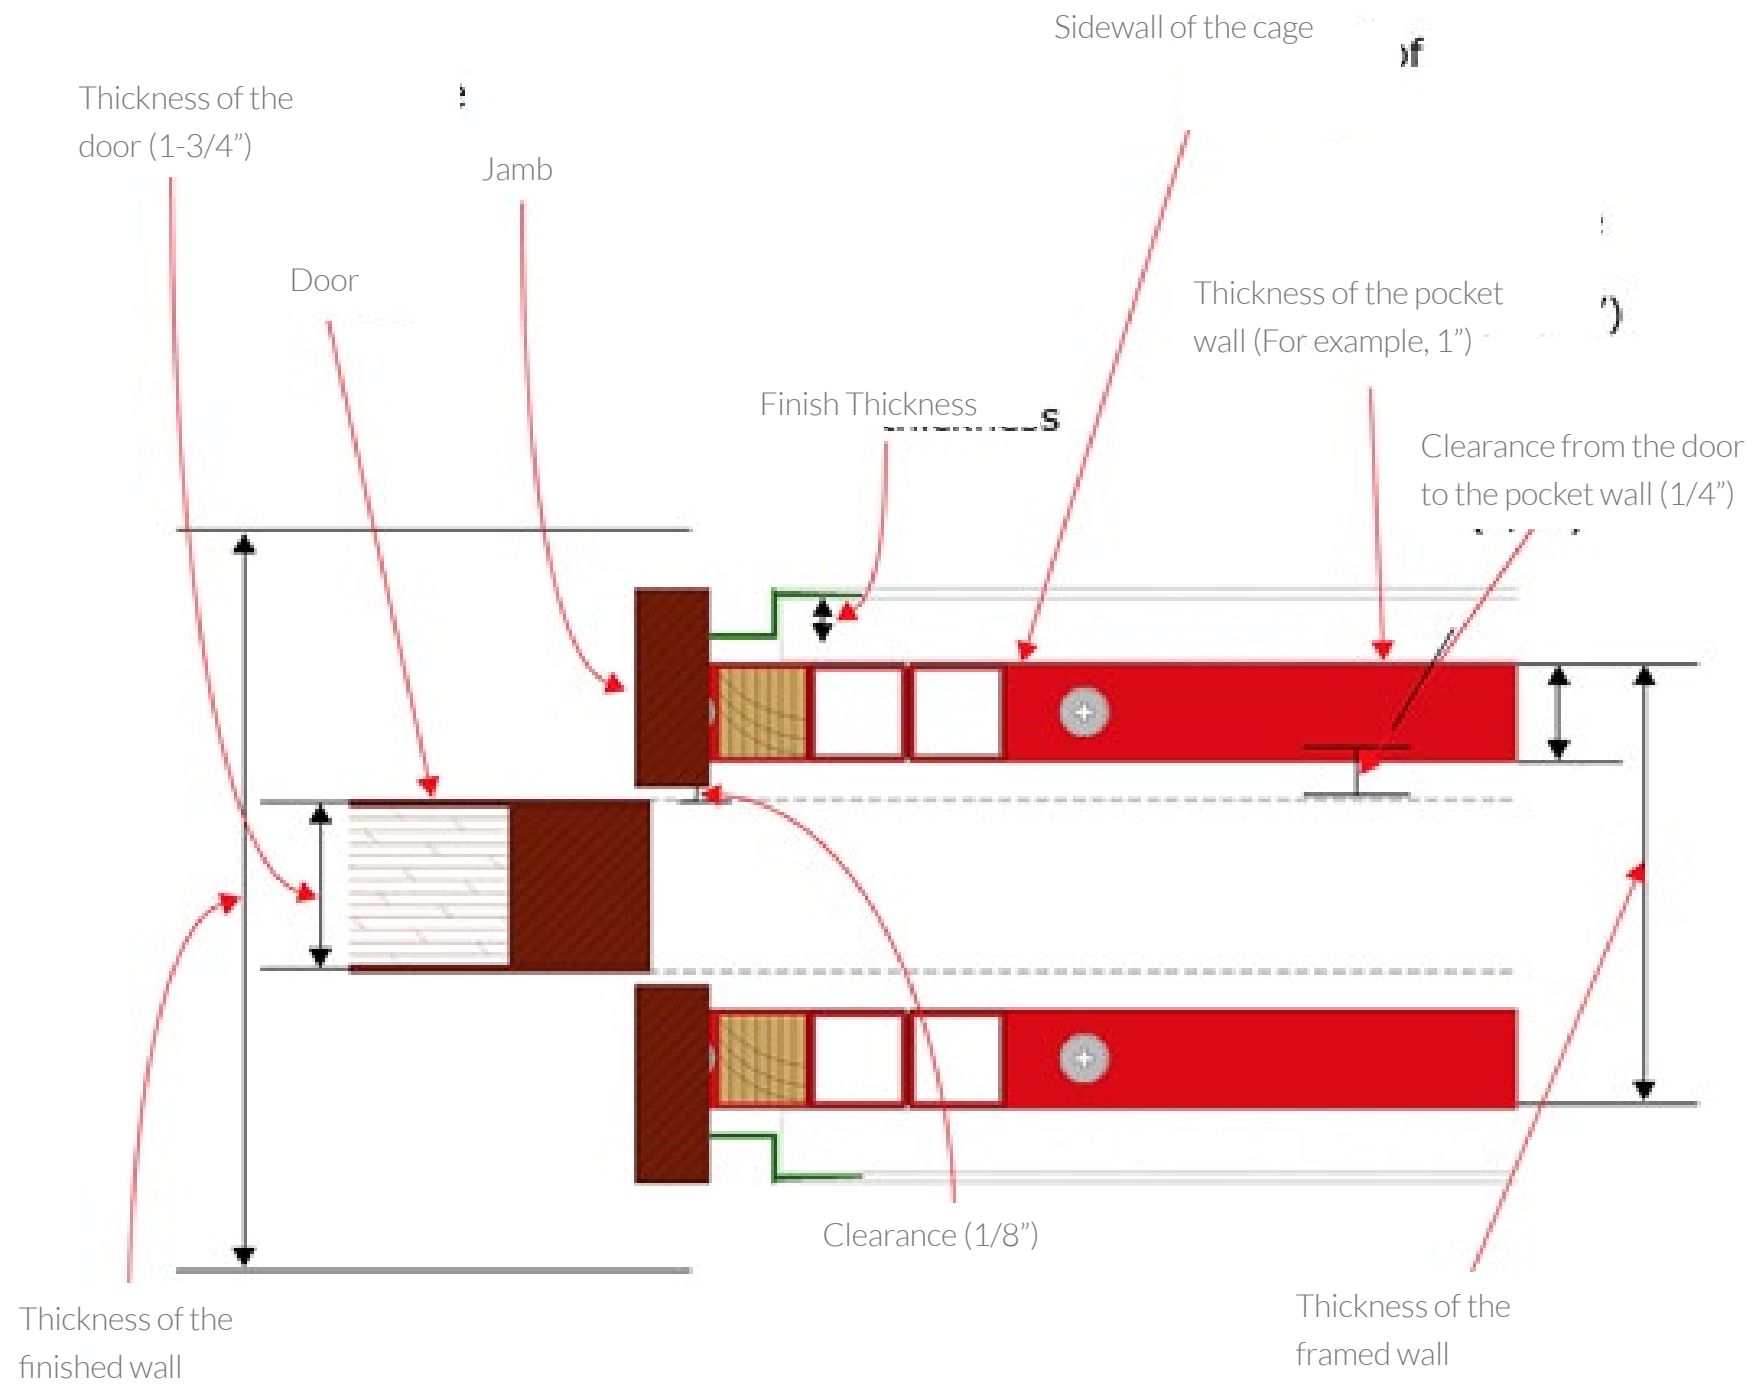 Sidewall of the cage
of
Thickness of the
door (1-3/4”)
Jamb
Door
Thickness of the pocket
wall (For example, 1”)
”)
Finish Thickness
Clearance from the door
to the pocket wall (1/4”)
Clearance (1/8”)
Thickness of the
finished wall
Thickness of the
framed wall